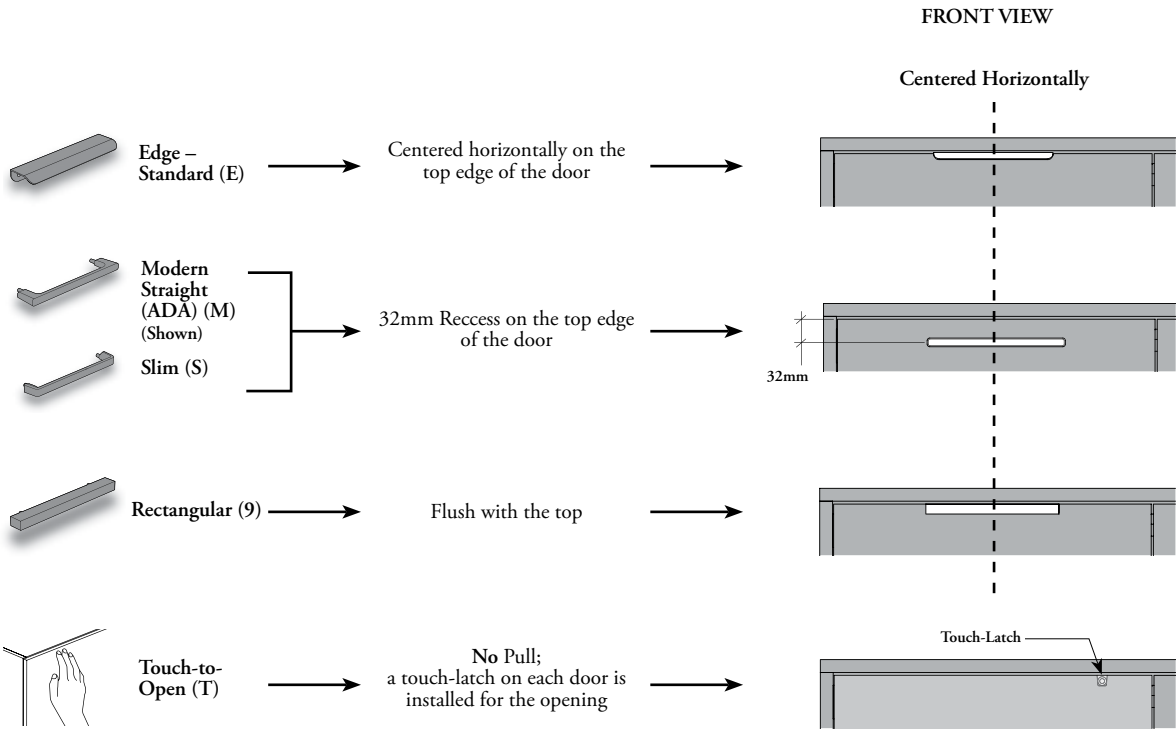 FRONT VIEW
Centered Horizontally
Edge –
Standard (E)
Centered horizontally on the
top edge of the door
Modern
Straight
(ADA) (M)
(Shown)
Slim (S)
32mm Reccess on the top edge
of the door
32mm
Rectangular (9)
Flush with the top
Touch-to-
Open (T)
No Pull;
a touch-latch on each door is
installed for the opening
Touch-Latch